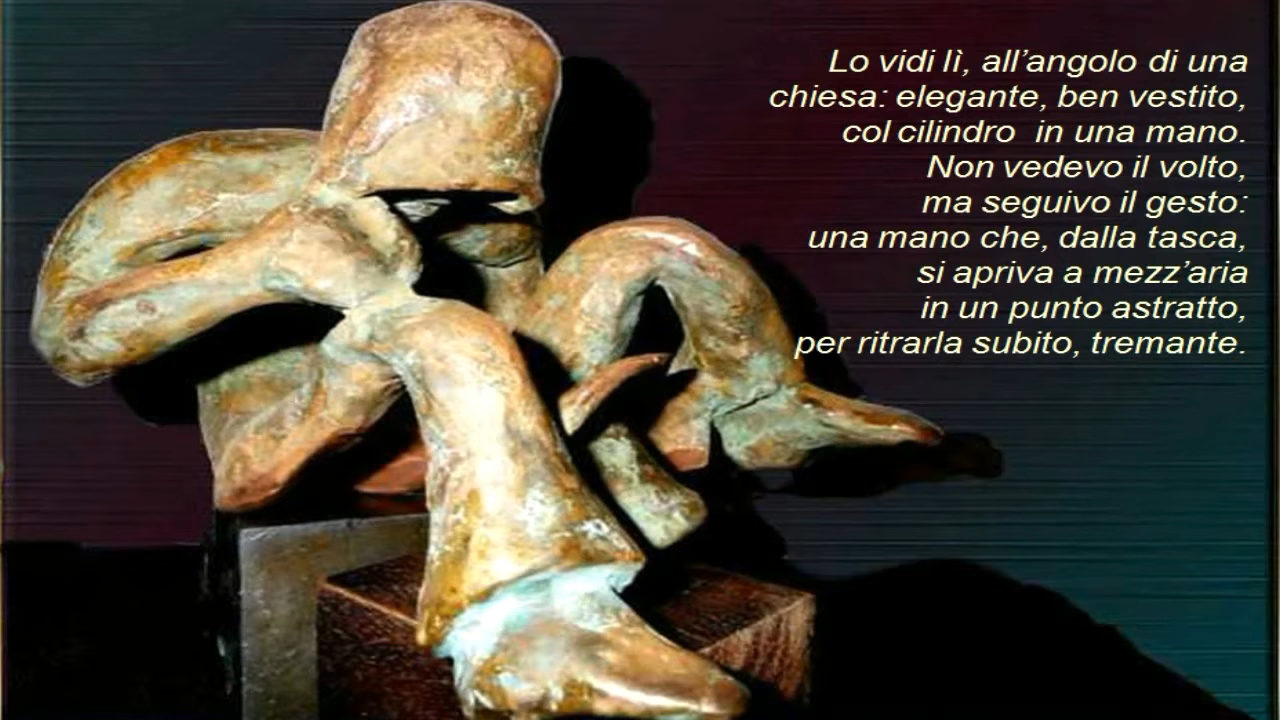 Lo vidi lì, all'angolo di una
chiesa: elegante, ben vestito,
col cilindro in una mano.
Non vedevo il volto,
ma seguivo il gesto:
una mano che, dalla tasca,
si apriva a mezz'aria
in un punto astratto,
per ritrarla subito, tremante.